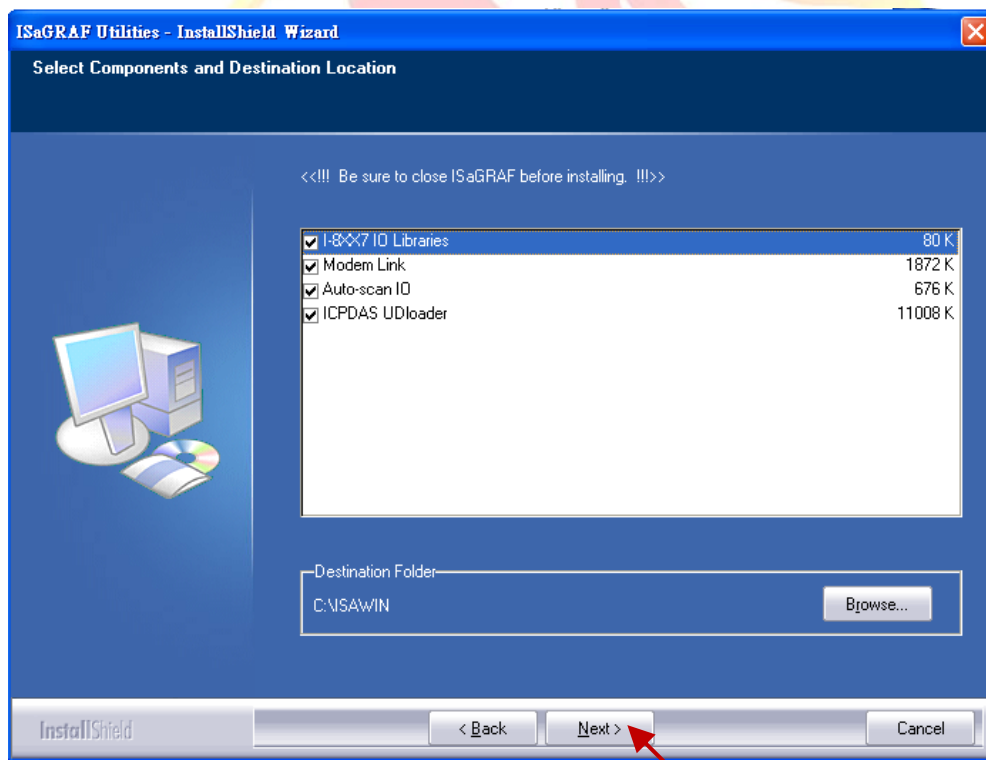 ISaGRAF Utilities - InstallShield Wizard
Select Components and Destination Location
<<!!! Be sure to close ISaGRAF before installing. !!!>>
I-8XX7 IO Libraries 80 K
Modem Link 1872 K
Auto-scan IO 676 K
ICPDAS UDloader 11008 K
Destination Folder
C:\ISAWIN
Browse...
InstallShield
< Back Next > Cancel